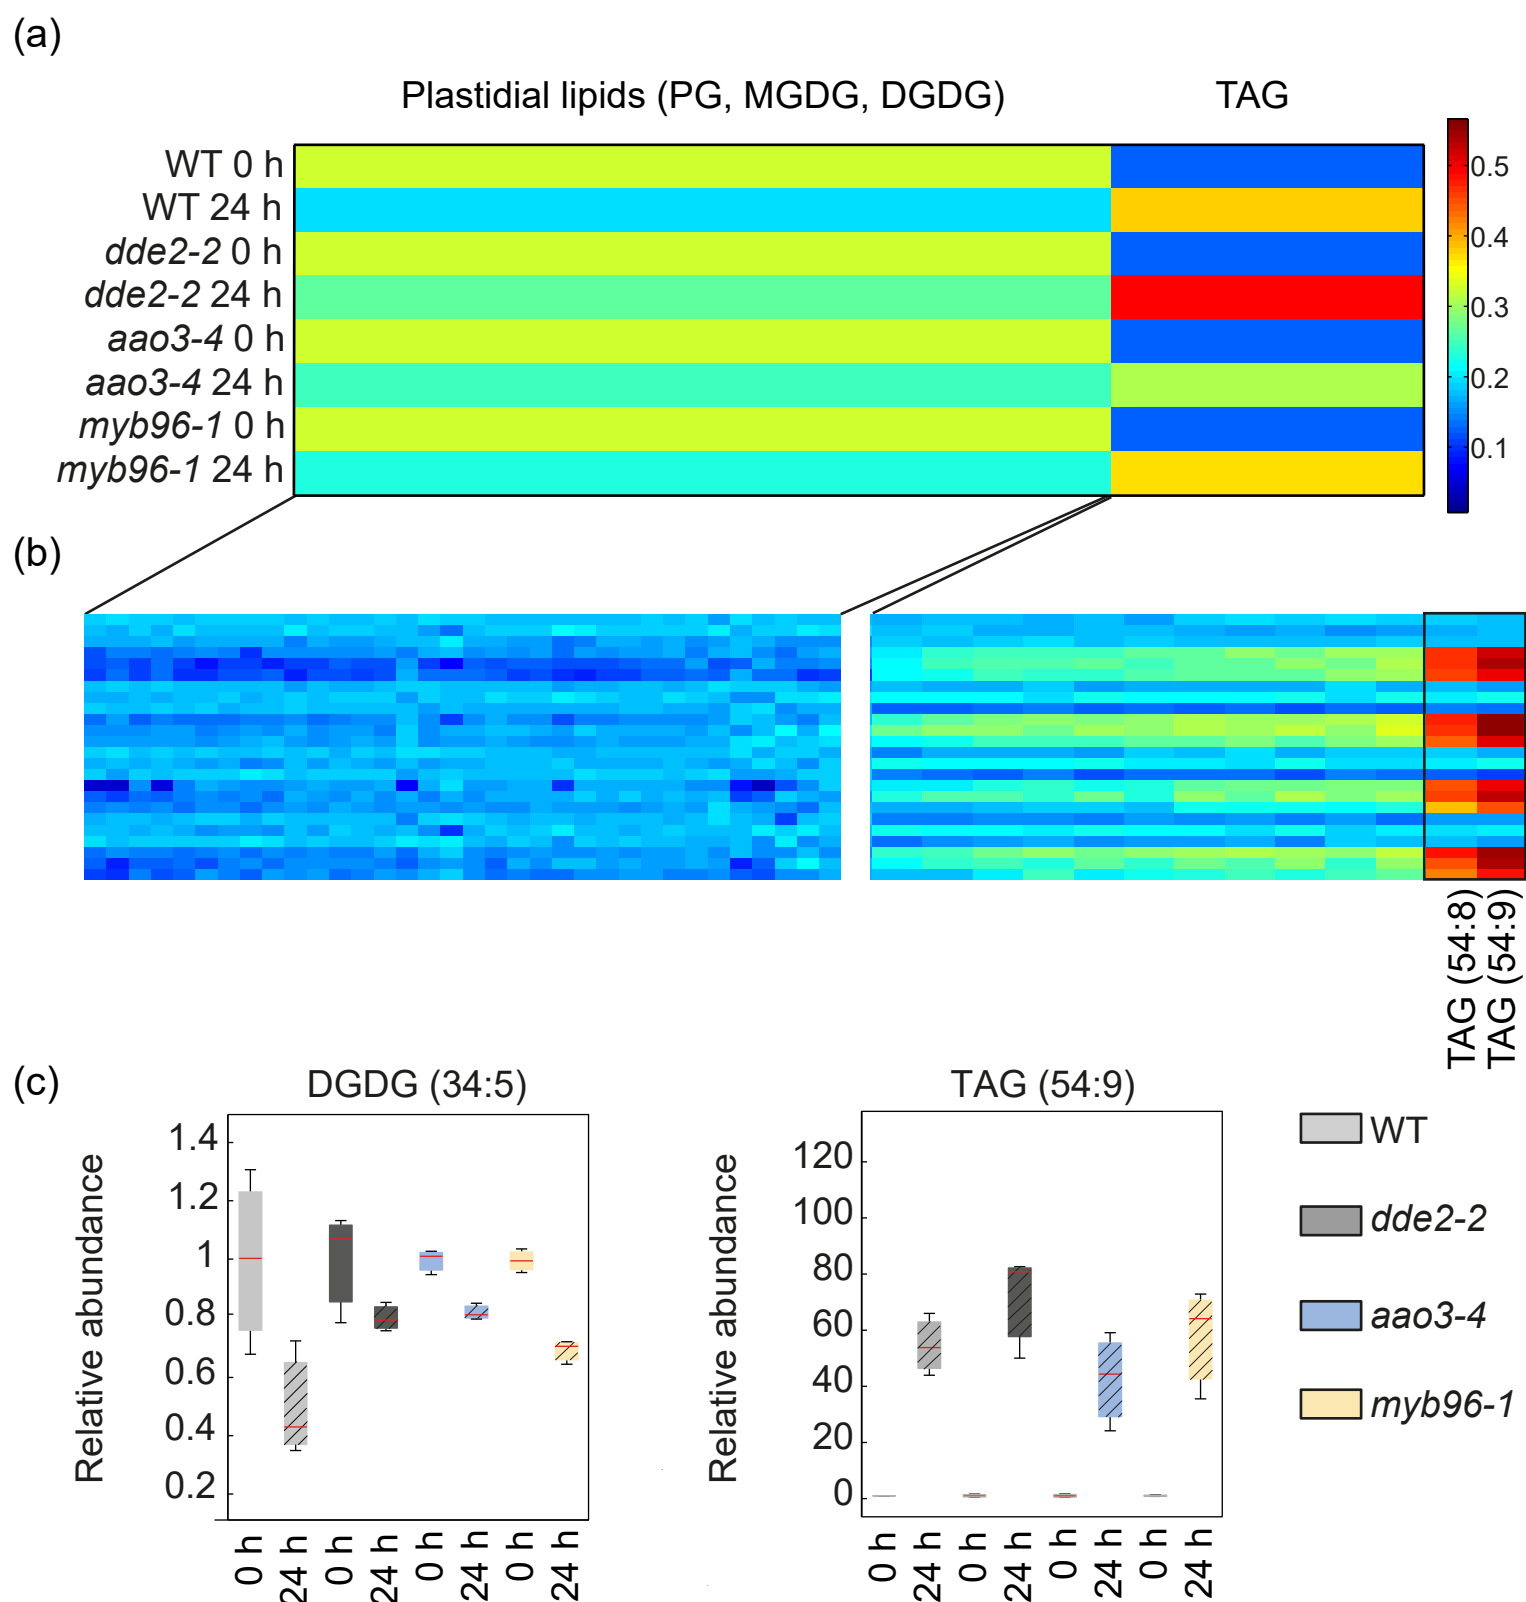 (a)
Plastidial lipids (PG, MGDG, DGDG) TAG
WT 0 h
WT 24 h
dde2-2 0 h
dde2-2 24 h
aao3-4 0 h
aao3-4 24 h
myb96-1 0 h
myb96-1 24 h
0.5
0.4
0.3
0.2
0.1
(b)
TAG (54:8)
TAG (54:9)
(c)
DGDG (34:5)
Relative abundance
1.4
1.2
1
0.8
0.6
0.4
0.2
0 h 24 h 0 h 24 h 0 h 24 h 0 h 24 h
TAG (54:9)
Relative abundance
120
100
80
60
40
20
0
0 h 24 h 0 h 24 h 0 h 24 h 0 h 24 h
WT
dde2-2
aao3-4
myb96-1